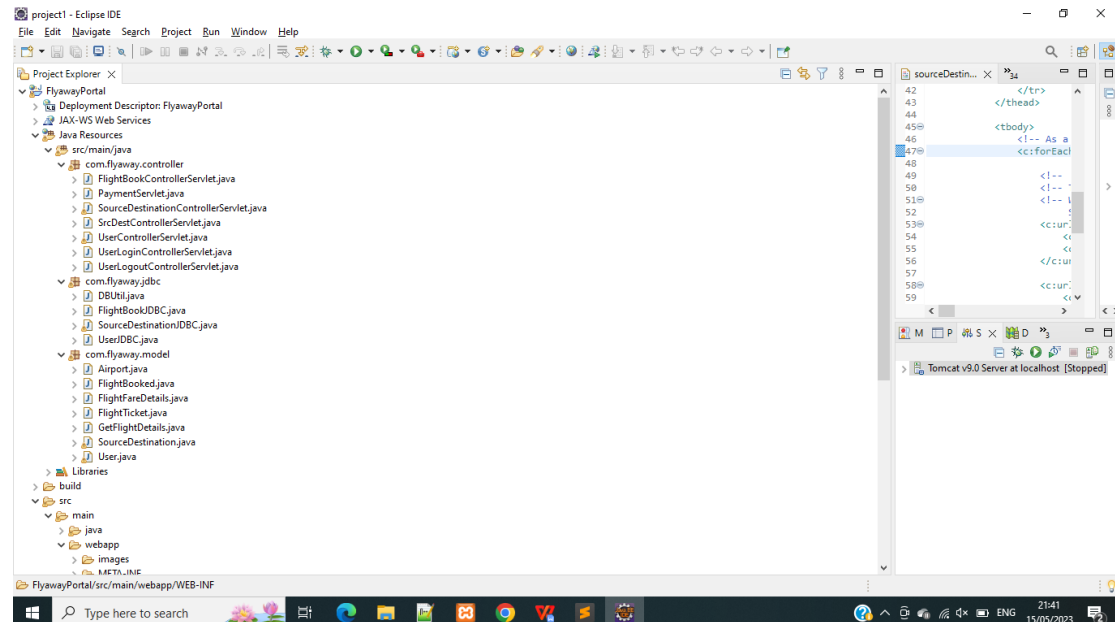 project1 - Eclipse IDE
File Edit Navigate Search Project Run Window Help
Project Explorer
FlyawayPortal
Deployment Descriptor: FlyawayPortal
JAX-WS Web Services
Java Resources
src/main/java
com.flyaway.controller
FlightBookControllerServlet.java
PaymentServlet.java
SourceDestinationControllerServlet.java
SrcDestControllerServlet.java
UserControllerServlet.java
UserLoginControllerServlet.java
UserLogoutControllerServlet.java
com.flyaway.jdbc
DBUtil.java
FlightBookJDBC.java
SourceDestinationJDBC.java
UserJDBC.java
com.flyaway.model
Airport.java
FlightBooked.java
FlightFareDetails.java
FlightTicket.java
GetFlightDetails.java
SourceDestination.java
User.java
Libraries
build
src
main
java
webapp
images
META-INF
sourceDestin... 34
42 </tr>
43 </thead>
44
45 <tbody>
46 <!-- As a
47 <c:forEach
48
49 <!--
50 <!--
51 <!--
52
53 <c:ur
54 <
55 <
56 </c:ur
57
58 <c:ur
59 <
M P S D 3
Tomcat v9.0 Server at localhost [Stopped]
FlyawayPortal/src/main/webapp/WEB-INF
Type here to search
ENG
21:41
15/05/2023